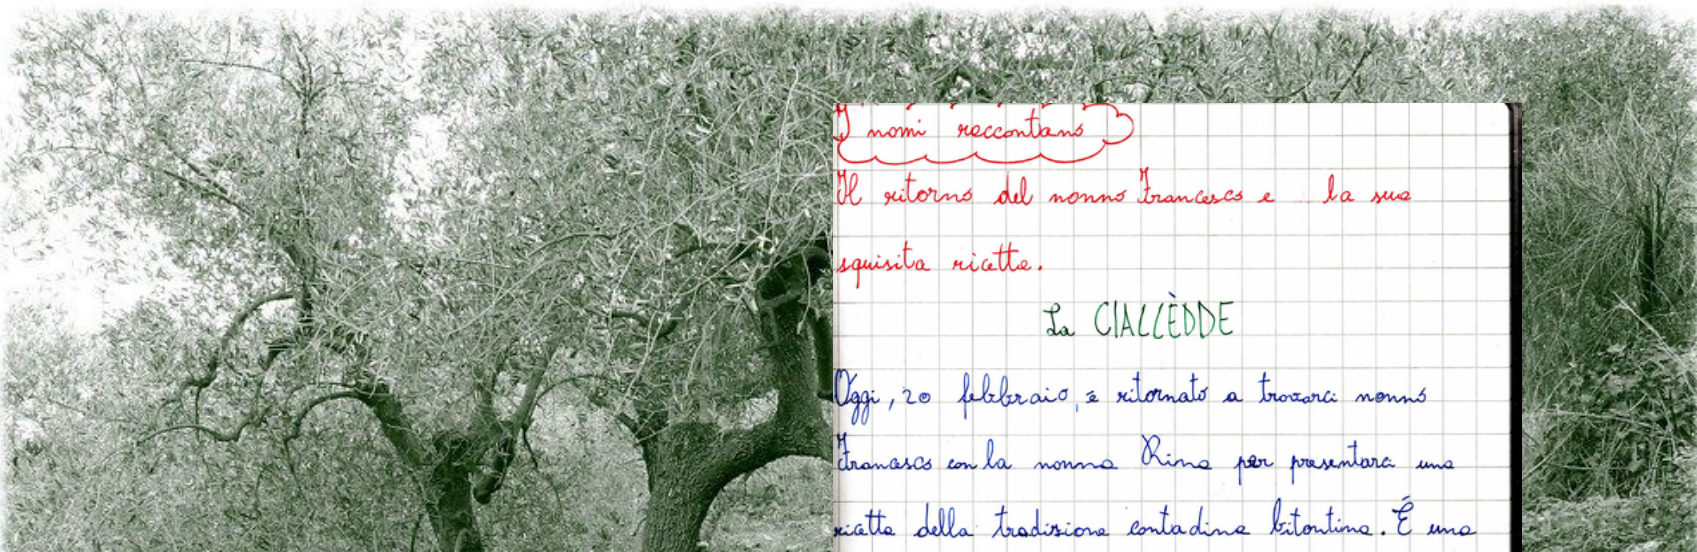 I nonni raccontano
Il ritorno del nonno Francesco e la sua
squisita ricetta.
La CIALLÈDDE
Oggi, 20 febbraio, è ritornato a trovarci nonno
Francesco con la nonna Rina per presentare una
ricetta della tradizione contadina bitontina. È una